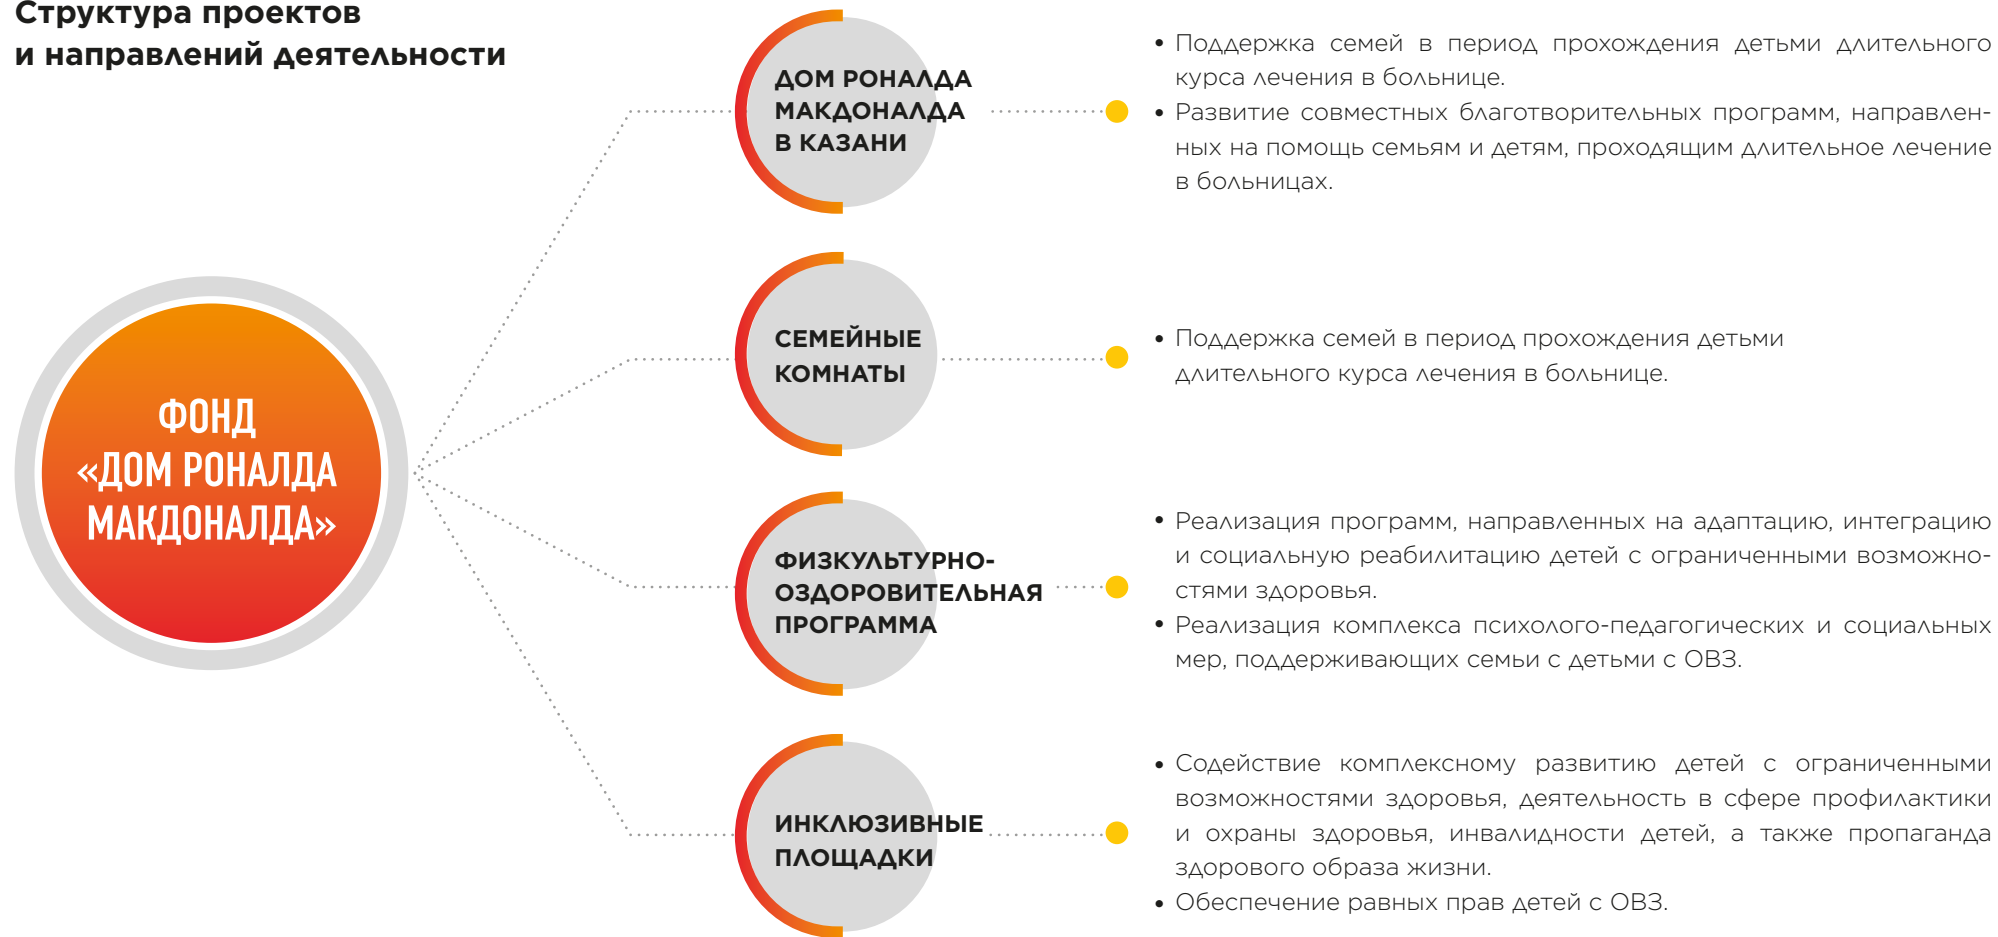 Структура проектов
и направлений деятельности
ФОНД
«ДОМ РОНАЛДА
МАКДОНАЛДА»
ДОМ РОНАЛДА
МАКДОНАЛДА
В КАЗАНИ
• Поддержка семей в период прохождения детьми длительного
курса лечения в больнице.
• Развитие совместных благотворительных программ, направлен-
ных на помощь семьям и детям, проходящим длительное лечение
в больницах.
СЕМЕЙНЫЕ
КОМНАТЫ
• Поддержка семей в период прохождения детьми
длительного курса лечения в больнице.
ФИЗКУЛЬТУРНО-
ОЗДОРОВИТЕЛЬНАЯ
ПРОГРАММА
• Реализация программ, направленных на адаптацию, интеграцию
и социальную реабилитацию детей с ограниченными возможно-
стями здоровья.
• Реализация комплекса психолого-педагогических и социальных
мер, поддерживающих семьи с детьми с ОВЗ.
ИНКЛЮЗИВНЫЕ
ПЛОЩАДКИ
• Содействие комплексному развитию детей с ограниченными
возможностями здоровья, деятельность в сфере профилактики
и охраны здоровья, инвалидности детей, а также пропаганда
здорового образа жизни.
• Обеспечение равных прав детей с ОВЗ.